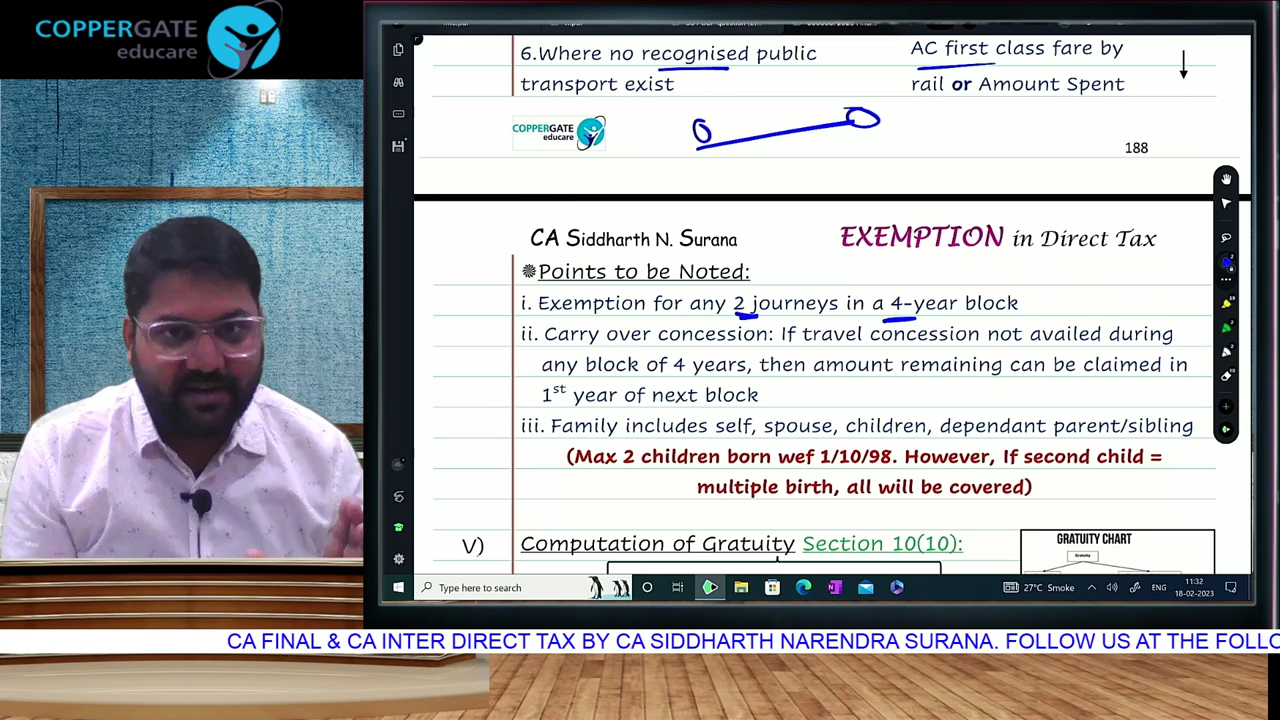 COPPERGATE
educare
6.Where no recognised public
transport exist
AC first class fare by
rail or Amount Spent
COPPERGATE
educare
188
CA Siddharth N. Surana
EXEMPTION in Direct Tax
Points to be Noted:
i. Exemption for any 2 journeys in a 4-year block
ii. Carry over concession: If travel concession not availed during
any block of 4 years, then amount remaining can be claimed in
1st year of next block
iii. Family includes self, spouse, children, dependant parent/sibling
(Max 2 children born wef 1/10/98. However, If second child =
multiple birth, all will be covered)
V) Computation of Gratuity Section 10(10):
GRATUITY CHART
Gratuity
Type here to search
27°C Smoke
ENG
11:32
18-02-2023
CA FINAL & CA INTER DIRECT TAX BY CA SIDDHARTH NARENDRA SURANA. FOLLOW US AT THE FOLLO